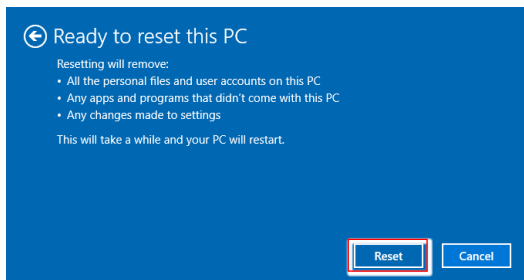 Ready to reset this PC
Resetting will remove:
• All the personal files and user accounts on this PC
• Any apps and programs that didn't come with this PC
• Any changes made to settings
This will take a while and your PC will restart.
Reset Cancel